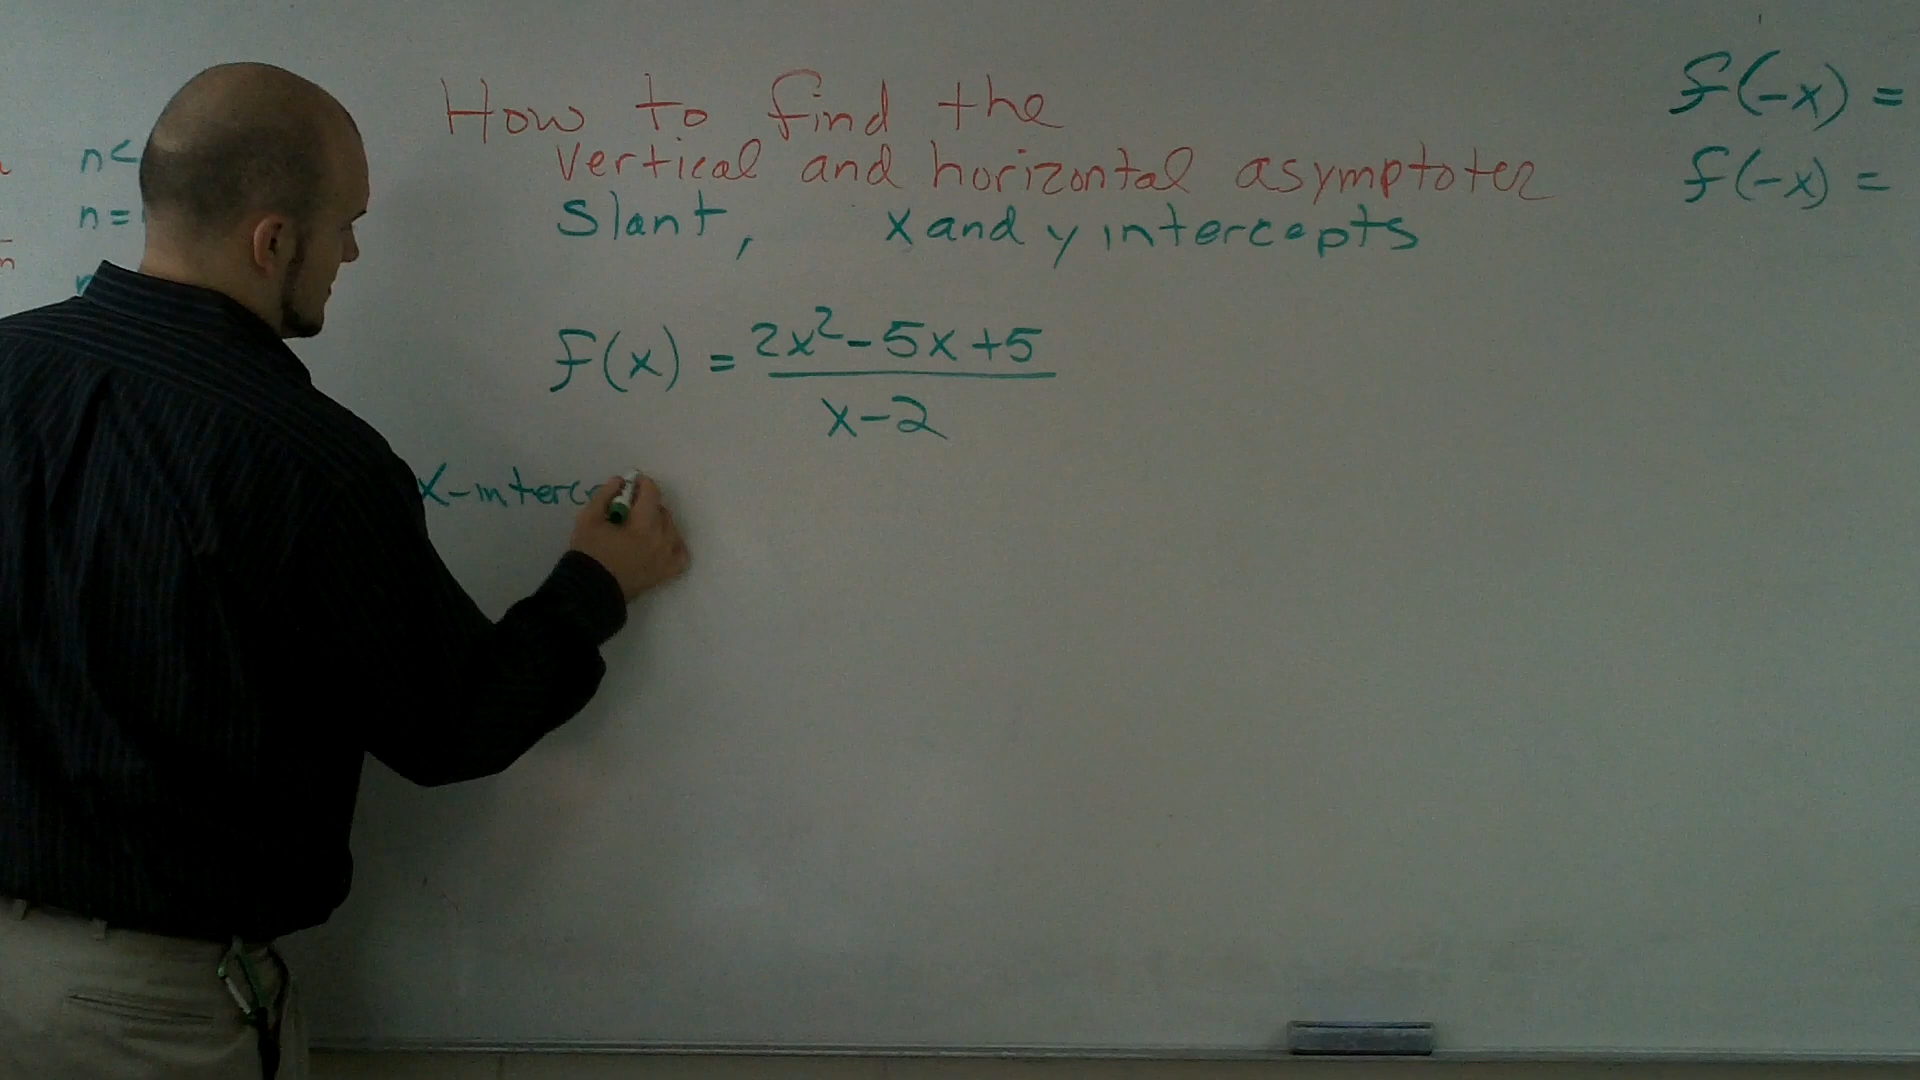 How to find the
vertical and horizontal asymptotes
slant, x and y intercepts
f(x) = 2x²-5x+5
x-2
x-interc
n<
n=
f(-x) =
f(-x) =